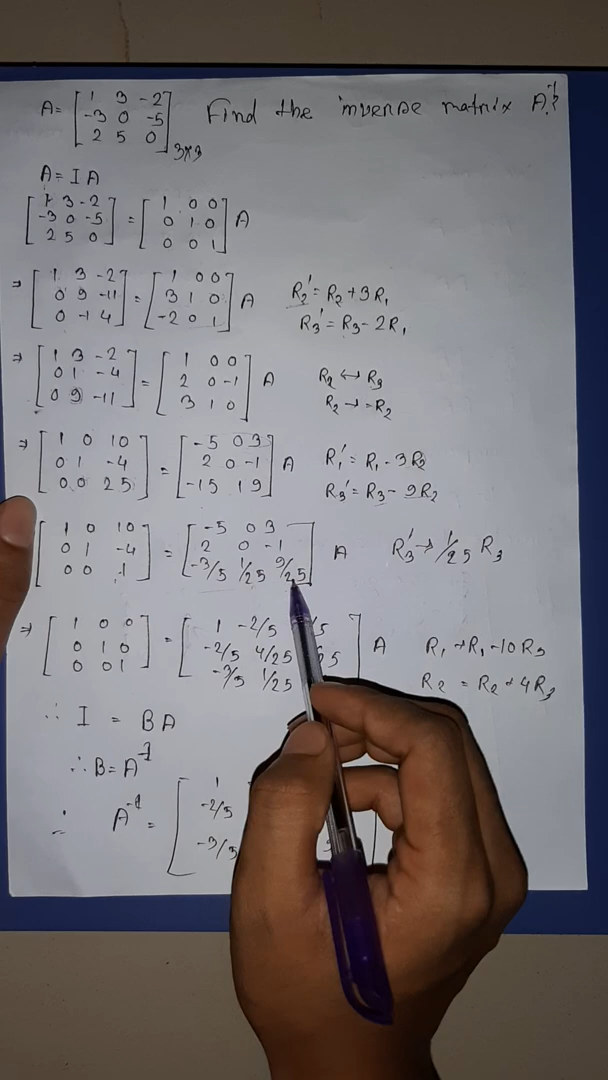 A = [ 1 3 -2 Find the inverse matrix A⁻¹?
-3 0 -5
2 5 0 ]3×3
A = I A
[ 1 3 -2 [ 1 0 0
-3 0 -5 = 0 1 0 A
2 5 0 ] 0 0 1 ]
⇒ [ 1 3 -2 [ 1 0 0 R₂' = R₂ + 3R₁
0 9 -11 = 3 1 0 A
0 -1 4 ] -2 0 1 ] R₃' = R₃ - 2R₁
⇒ [ 1 3 -2 [ 1 0 0
0 1 -4 = 2 0 -1 A R₂ ↔ R₃
0 9 -11 ] 3 1 0 ] R₂ → -R₂
⇒ [ 1 0 10 [ -5 0 3
0 1 -4 = 2 0 -1 A R₁' = R₁ - 3R₂
0 0 25 ] -15 1 9 ] R₃' = R₃ - 9R₂
[ 1 0 10 [ -5 0 3
0 1 -4 = 2 0 -1 A R₃' → 1/25 R₃
0 0 1 ] -3/5 1/25 9/25 ]
⇒ [ 1 0 0 [ 1 -2/5
0 1 0 = -2/5 4/25 A R₁ → R₁ - 10R₃
0 0 1 ] -3/5 1/25 ] R₂ = R₂ + 4R₃
∴ I = BA
∴ B = A⁻¹
∴ A⁻¹ = [ 1
-2/5
-3/5 ]